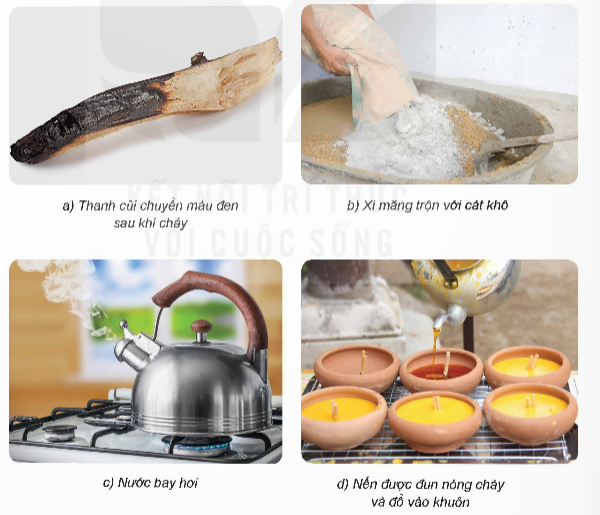 KẾT NỐI TRI THỨC
VỚI CUỘC SỐNG
a) Thanh củi chuyển màu đen
sau khi cháy
b) Xi măng trộn với cát khô
c) Nước bay hơi
d) Nến được đun nóng chảy
và đổ vào khuôn